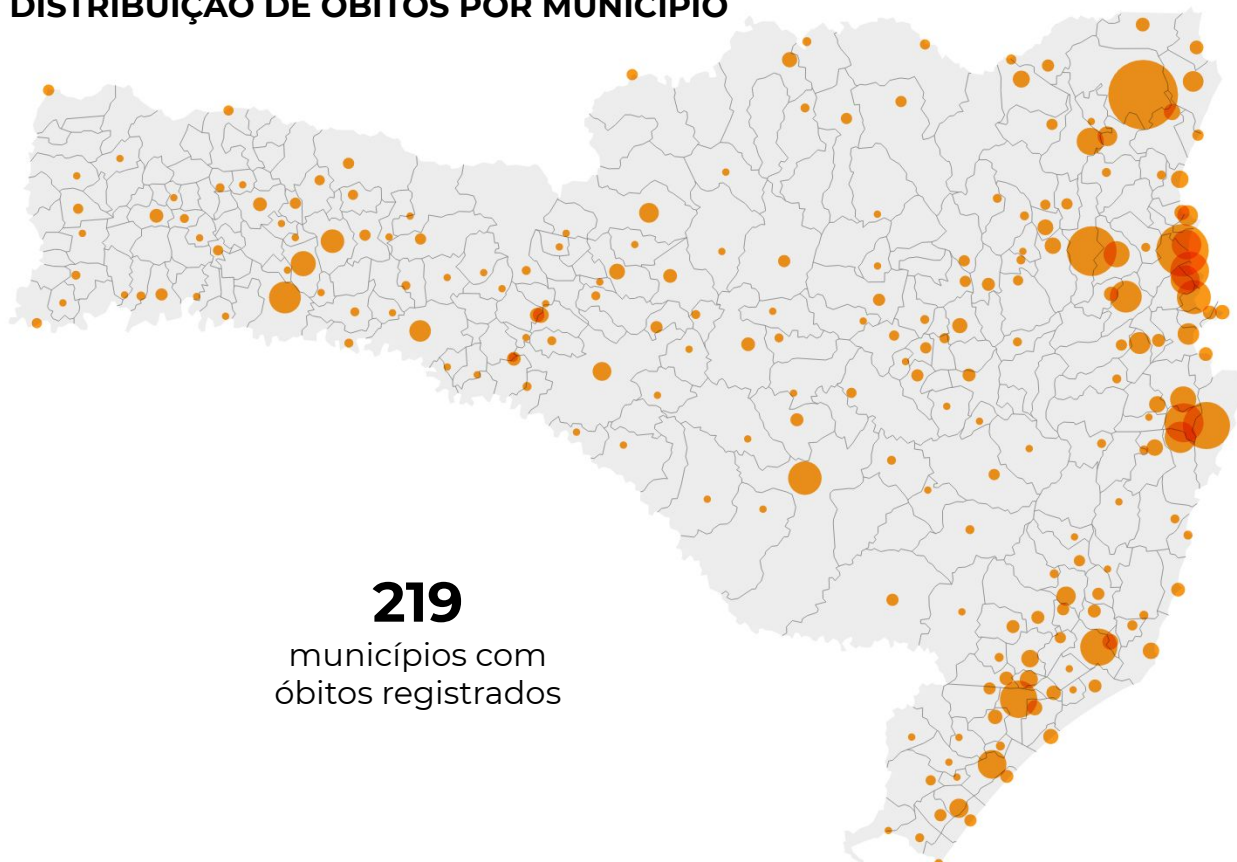 DISTRIBUIÇÃO DE ÓBITOS POR MUNICÍPIO
219
municípios com
óbitos registrados